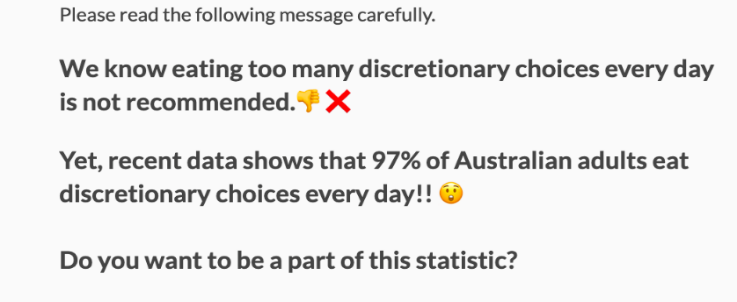 Please read the following message carefully.
We know eating too many discretionary choices every day
is not recommended.👎❌
Yet, recent data shows that 97% of Australian adults eat
discretionary choices every day!! 😲
Do you want to be a part of this statistic?